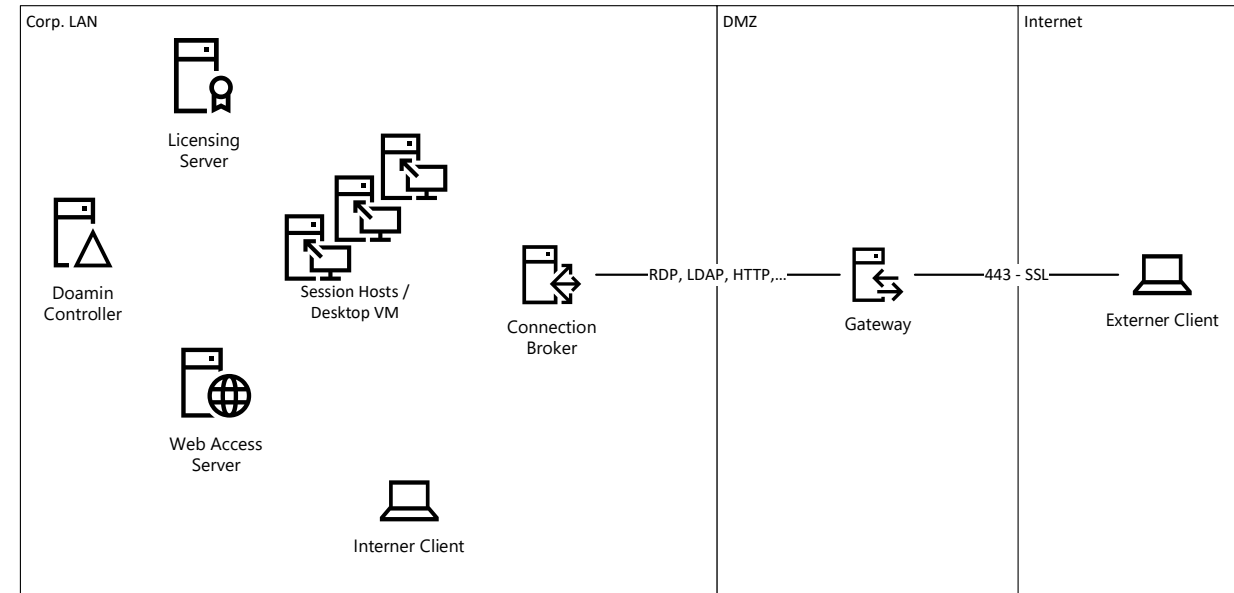 Corp. LAN
DMZ
Internet
Licensing
Server
Doamin
Controller
Session Hosts /
Desktop VM
Connection
Broker
RDP, LDAP, HTTP,...
Gateway
443 - SSL
Externer Client
Web Access
Server
Interner Client